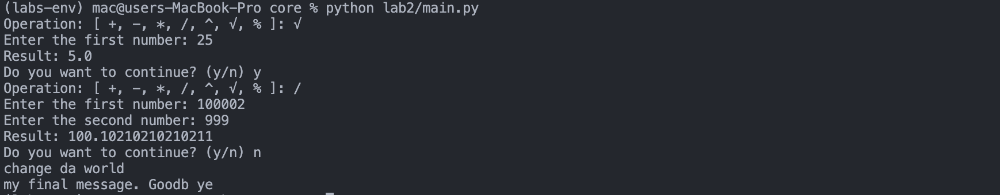 (labs-env) mac@users-MacBook-Pro core % python lab2/main.py
Operation: [ +, -, *, /, ^, √, % ]: √
Enter the first number: 25
Result: 5.0
Do you want to continue? (y/n) y
Operation: [ +, -, *, /, ^, √, % ]: /
Enter the first number: 100002
Enter the second number: 999
Result: 100.10210210210211
Do you want to continue? (y/n) n
change da world
my final message. Goodb ye